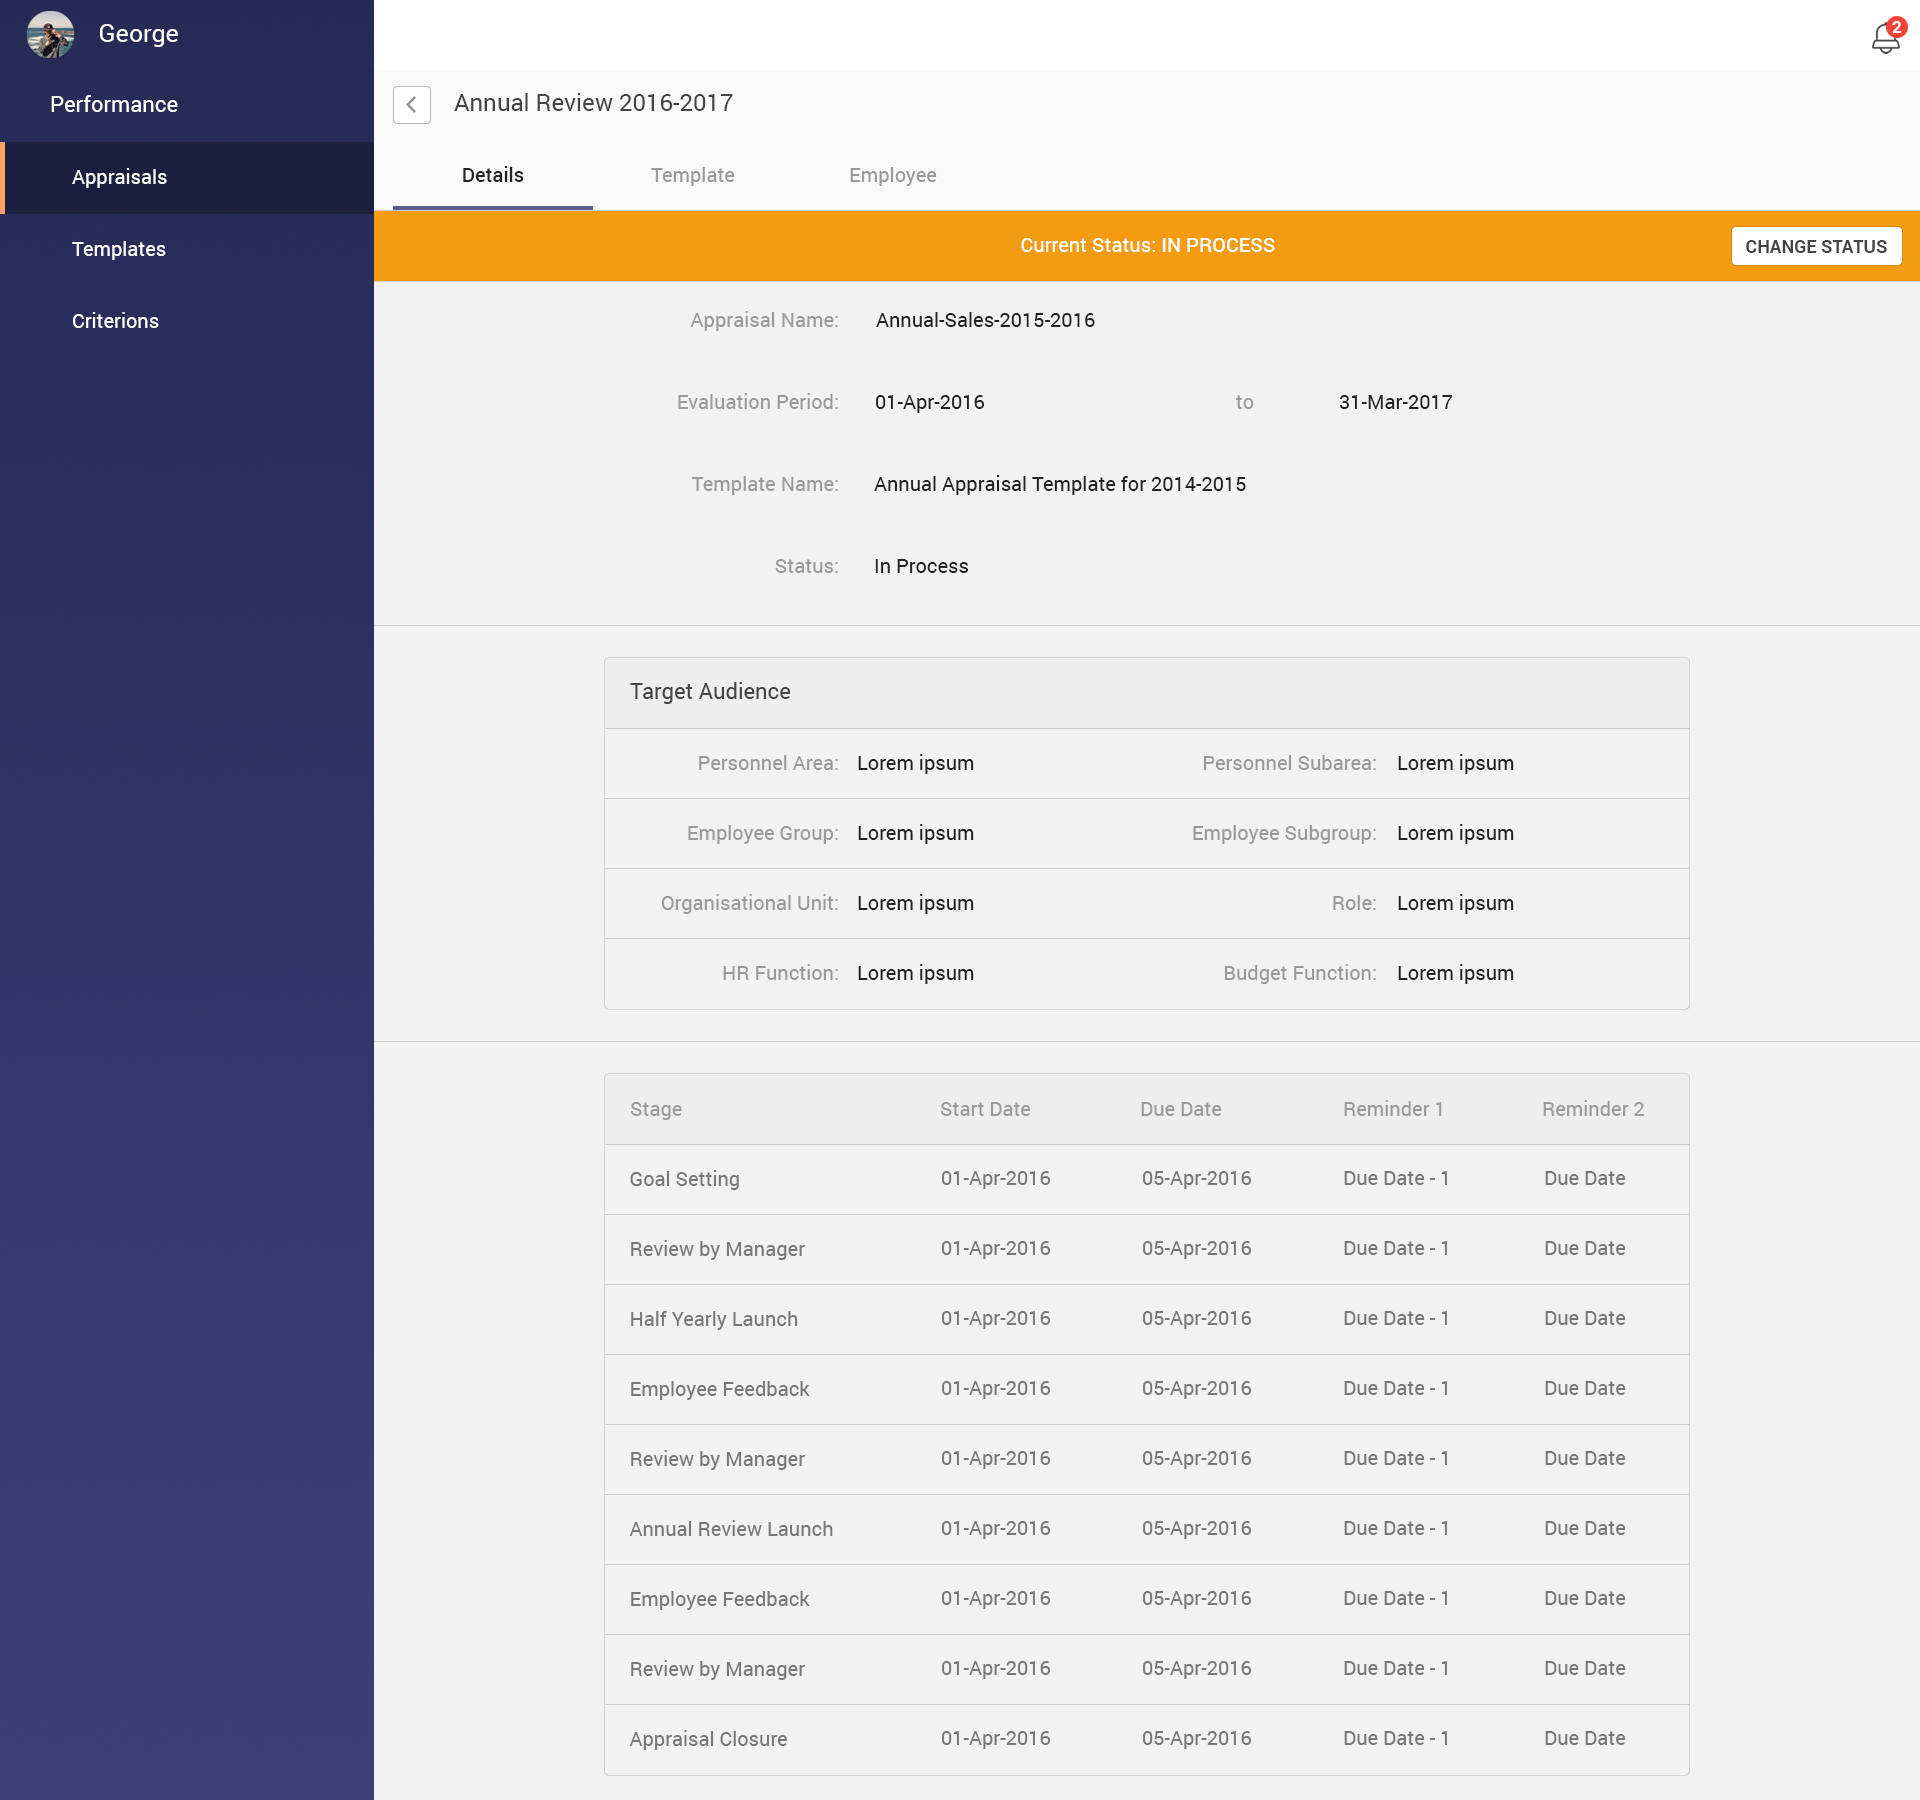 George
2
Performance
Appraisals
Templates
Criterions
Annual Review 2016-2017
Details Template Employee
Current Status: IN PROCESS CHANGE STATUS
Appraisal Name: Annual-Sales-2015-2016
Evaluation Period: 01-Apr-2016 to 31-Mar-2017
Template Name: Annual Appraisal Template for 2014-2015
Status: In Process
Target Audience
Personnel Area: Lorem ipsum Personnel Subarea: Lorem ipsum
Employee Group: Lorem ipsum Employee Subgroup: Lorem ipsum
Organisational Unit: Lorem ipsum Role: Lorem ipsum
HR Function: Lorem ipsum Budget Function: Lorem ipsum
Stage Start Date Due Date Reminder 1 Reminder 2
Goal Setting 01-Apr-2016 05-Apr-2016 Due Date - 1 Due Date
Review by Manager 01-Apr-2016 05-Apr-2016 Due Date - 1 Due Date
Half Yearly Launch 01-Apr-2016 05-Apr-2016 Due Date - 1 Due Date
Employee Feedback 01-Apr-2016 05-Apr-2016 Due Date - 1 Due Date
Review by Manager 01-Apr-2016 05-Apr-2016 Due Date - 1 Due Date
Annual Review Launch 01-Apr-2016 05-Apr-2016 Due Date - 1 Due Date
Employee Feedback 01-Apr-2016 05-Apr-2016 Due Date - 1 Due Date
Review by Manager 01-Apr-2016 05-Apr-2016 Due Date - 1 Due Date
Appraisal Closure 01-Apr-2016 05-Apr-2016 Due Date - 1 Due Date